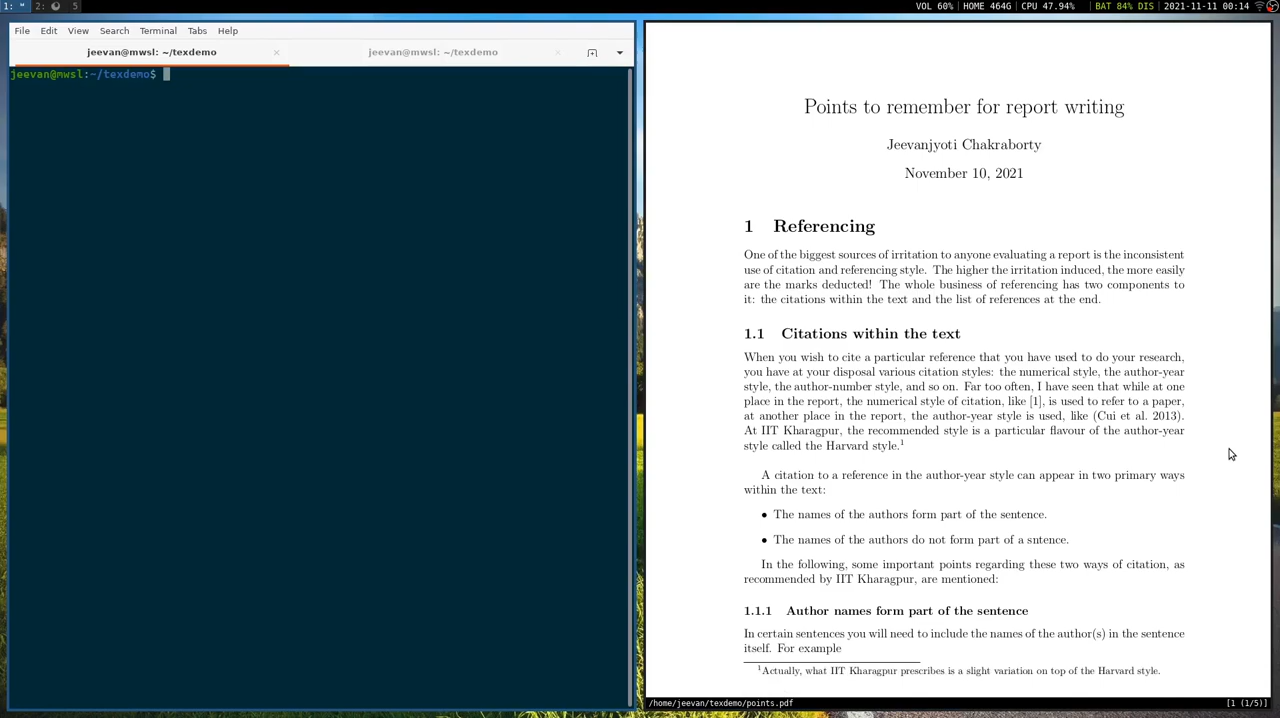 1: 2: 5 VOL 60% | HOME 464G | CPU 47.94% | BAT 84% DIS | 2021-11-11 00:14
File Edit View Search Terminal Tabs Help
jeevan@mwsl: ~/texdemo × jeevan@mwsl: ~/texdemo ×
jeevan@mwsl:~/texdemo$
Points to remember for report writing
Jeevanjyoti Chakraborty
November 10, 2021
1 Referencing
One of the biggest sources of irritation to anyone evaluating a report is the inconsistent
use of citation and referencing style. The higher the irritation induced, the more easily
are the marks deducted! The whole business of referencing has two components to
it: the citations within the text and the list of references at the end.
1.1 Citations within the text
When you wish to cite a particular reference that you have used to do your research,
you have at your disposal various citation styles: the numerical style, the author-year
style, the author-number style, and so on. Far too often, I have seen that while at one
place in the report, the numerical style of citation, like [1], is used to refer to a paper,
at another place in the report, the author-year style is used, like (Cui et al. 2013).
At IIT Kharagpur, the recommended style is a particular flavour of the author-year
style called the Harvard style.1
A citation to a reference in the author-year style can appear in two primary ways
within the text:
• The names of the authors form part of the sentence.
• The names of the authors do not form part of a sntence.
In the following, some important points regarding these two ways of citation, as
recommended by IIT Kharagpur, are mentioned:
1.1.1 Author names form part of the sentence
In certain sentences you will need to include the names of the author(s) in the sentence
itself. For example
1Actually, what IIT Kharagpur prescribes is a slight variation on top of the Harvard style.
/home/jeevan/texdemo/points.pdf [1 (1/5)]